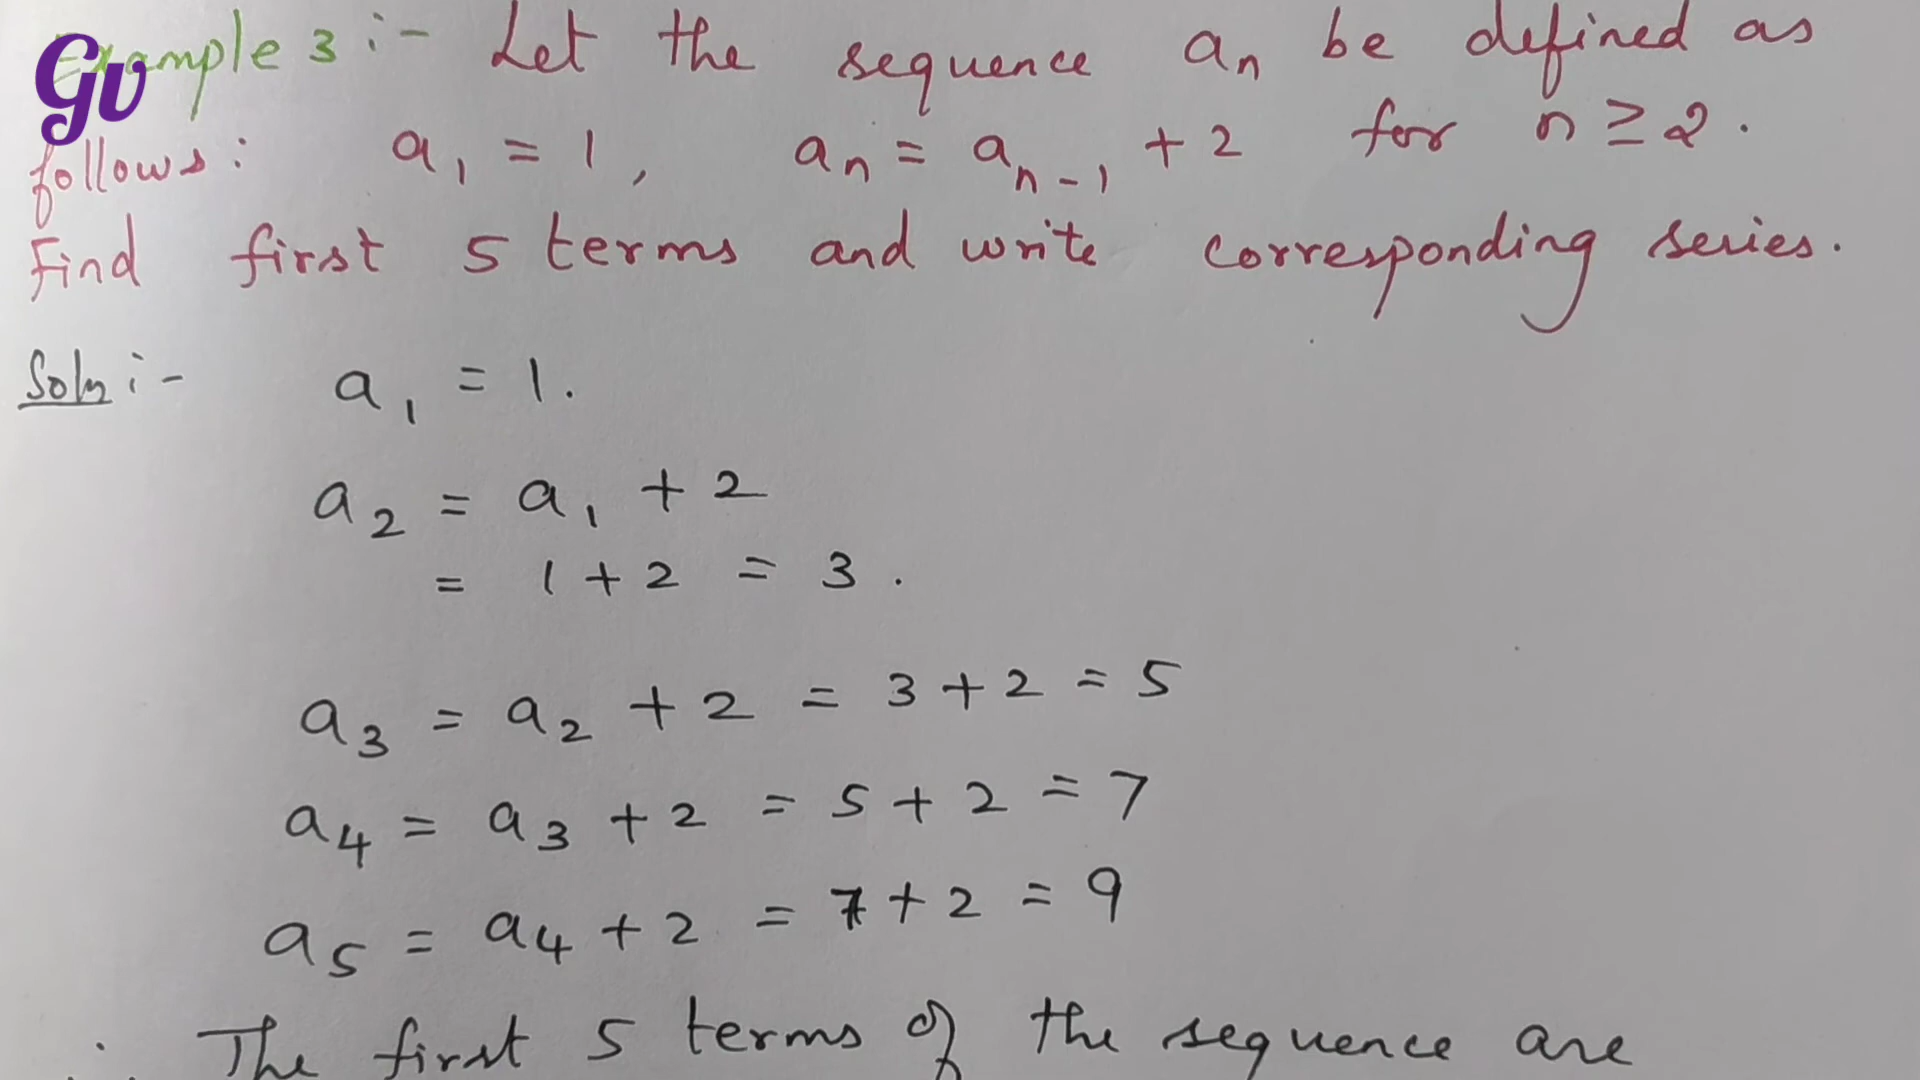 Example 3 :- Let the sequence aₙ be defined as
GV
follows: a₁ = 1, aₙ = aₙ₋₁ + 2 for n ≥ 2.
Find first 5 terms and write corresponding series.
Soln :- a₁ = 1.
a₂ = a₁ + 2
= 1 + 2 = 3.
a₃ = a₂ + 2 = 3 + 2 = 5
a₄ = a₃ + 2 = 5 + 2 = 7
a₅ = a₄ + 2 = 7 + 2 = 9
∴ The first 5 terms of the sequence are